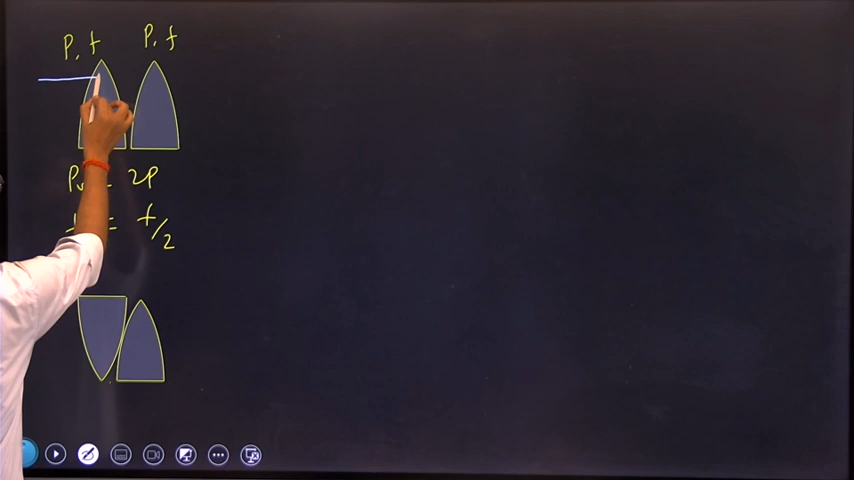 P, f P, f
P = 2P
= f/2